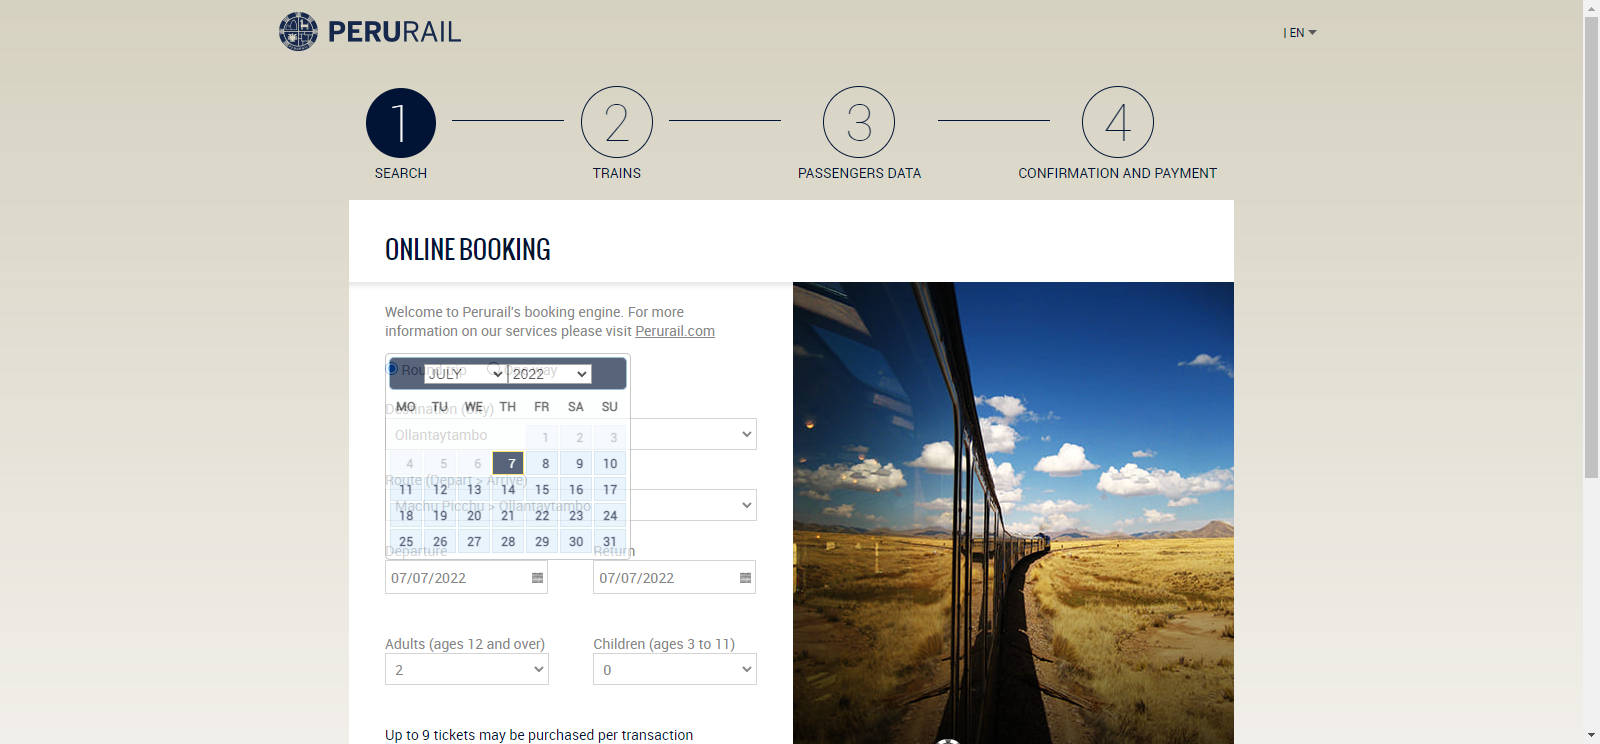 PERURAIL
| EN
1
2
3
4
SEARCH
TRAINS
PASSENGERS DATA
CONFIRMATION AND PAYMENT
ONLINE BOOKING
Welcome to Perurail's booking engine. For more
information on our services please visit Perurail.com
Round trip
One way
JULY 2022
MO TU WE TH FR SA SU
Destination (City)
Ollantaytambo
1 2 3
4 5 6 7 8 9 10
Route (Depart > Arrive)
11 12 13 14 15 16 17
Machu Picchu > Ollantaytambo
18 19 20 21 22 23 24
25 26 27 28 29 30 31
Departure
Return
07/07/2022
07/07/2022
Adults (ages 12 and over)
Children (ages 3 to 11)
2
0
Up to 9 tickets may be purchased per transaction